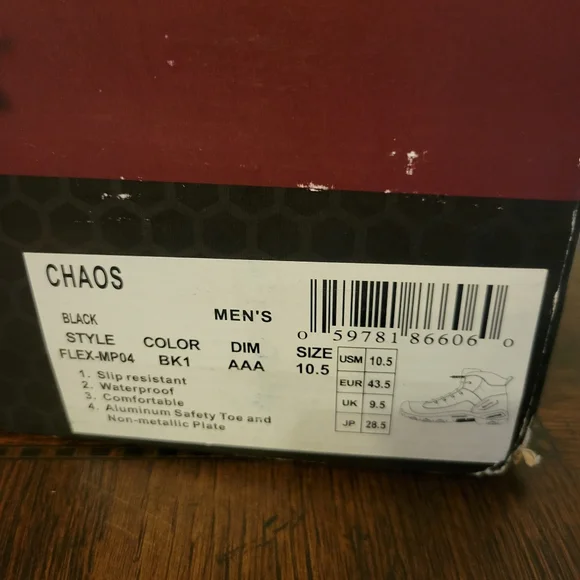 CHAOS
BLACK
MEN'S
STYLE COLOR DIM
FLEX-MP04 BK1 AAA
1. Slip resistant
2. Waterproof
3. Comfortable
4. Aluminum Safety Toe and
Non-metallic Plate
0 59781 86606 0
SIZE
10.5
USM 10.5
EUR 43.5
UK 9.5
JP 28.5